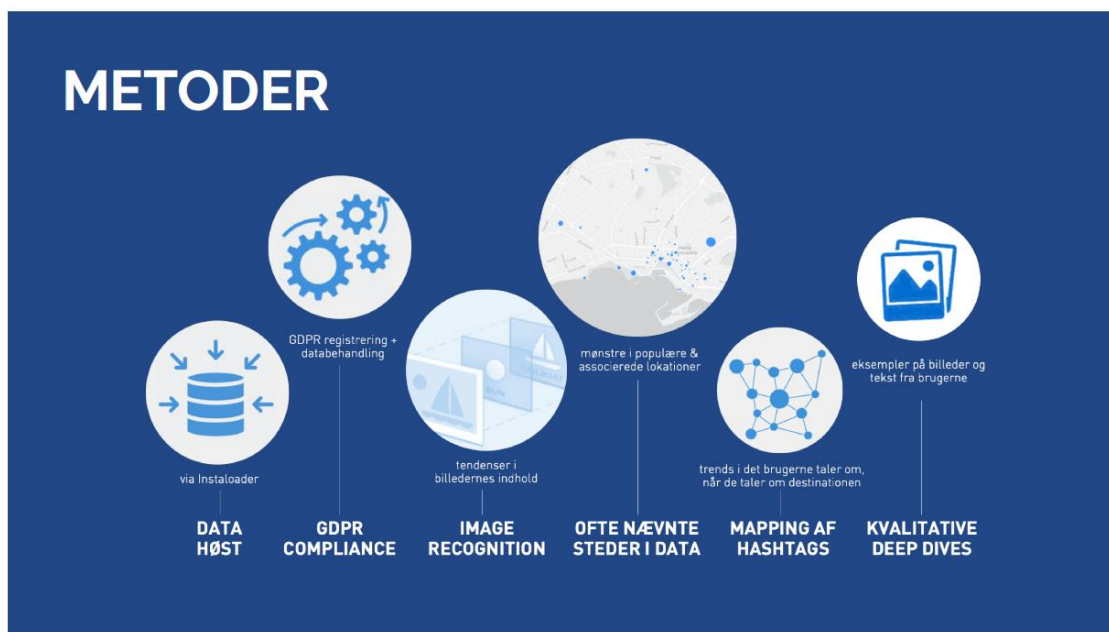 METODER
via Instaloader
DATA
HØST
GDPR registrering +
databehandling
GDPR
COMPLIANCE
SUN
SAILBOAT
tendenser i
billedernes indhold
IMAGE
RECOGNITION
mønstre i populære &
associerede lokationer
OFTE NÆVNTE
STEDER I DATA
trends i det brugerne taler om,
når de taler om destinationen
MAPPING AF
HASHTAGS
eksempler på billeder og
tekst fra brugerne
KVALITATIVE
DEEP DIVES